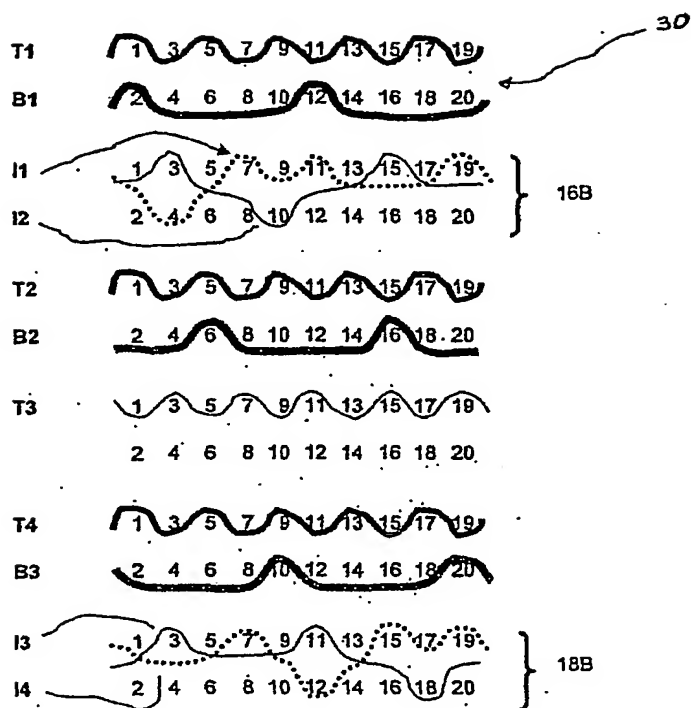 30
T1 1 3 5 7 9 11 13 15 17 19
B1 2 4 6 8 10 12 14 16 18 20
I1 1 3 5 7 9 11 13 15 17 19
16B
I2 2 4 6 8 10 12 14 16 18 20
T2 1 3 5 7 9 11 13 15 17 19
B2 2 4 6 8 10 12 14 16 18 20
T3 1 3 5 7 9 11 13 15 17 19
2 4 6 8 10 12 14 16 18 20
T4 1 3 5 7 9 11 13 15 17 19
B3 2 4 6 8 10 12 14 16 18 20
I3 1 3 5 7 9 11 13 15 17 19
18B
I4 2 4 6 8 10 12 14 16 18 20